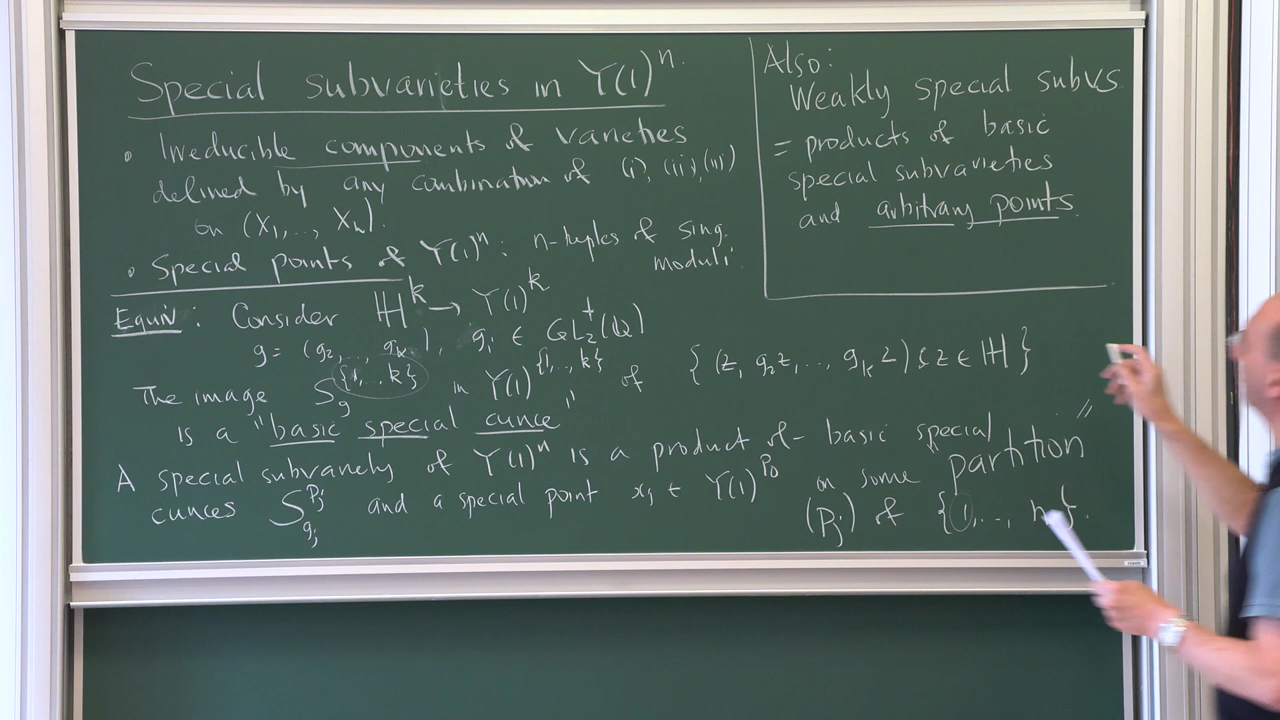 Special subvarieties in Y(1)^n.
• Irreducible components of varieties
defined by any combination of (i), (ii), (iii)
on (X_1, ..., X_n).
• Special points of Y(1)^n: n-tuples of sing.
moduli
Equiv: Consider ℍ^k → Y(1)^k
g = (g_2, ..., g_k), g_i ∈ GL_2^+(ℚ)
The image S_g^{{1,..,k}} in Y(1)^{{1,..,k}} of { (z, g_2z, ..., g_kz) : z ∈ ℍ }
is a "basic special curve"
A special subvariety of Y(1)^n is a product of basic special
curves S_{g_j}^{P_j} and a special point x_j ∈ Y(1)^{P_0} on some "partition"
(P_j) of {1, ..., n}.
Also:
Weakly special subvs
= products of basic
special subvarieties
and arbitrary points.